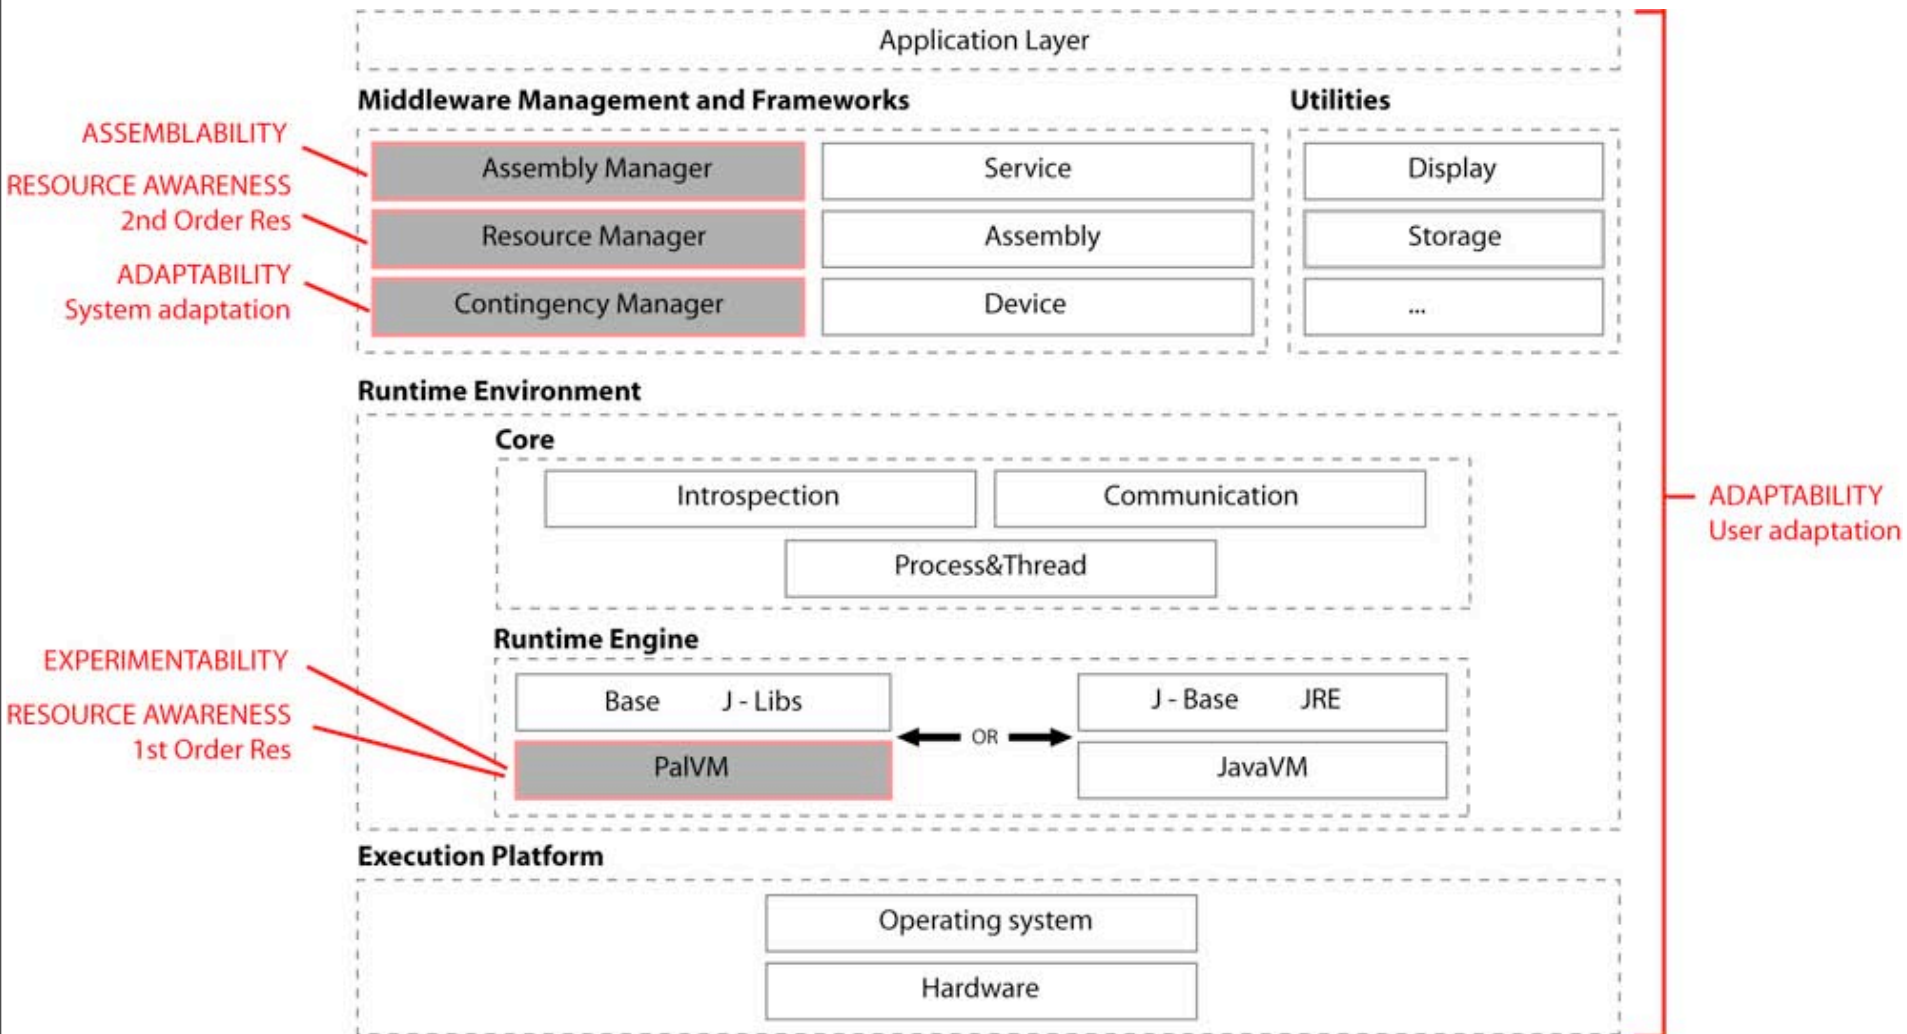 Application Layer
Middleware Management and Frameworks
Utilities
ASSEMBLABILITY
Assembly Manager
Service
Display
RESOURCE AWARENESS
2nd Order Res
Resource Manager
Assembly
Storage
ADAPTABILITY
System adaptation
Contingency Manager
Device
...
Runtime Environment
Core
Introspection
Communication
Process&Thread
ADAPTABILITY
User adaptation
Runtime Engine
EXPERIMENTABILITY
RESOURCE AWARENESS
1st Order Res
Base J - Libs
PalVM
OR
J - Base JRE
JavaVM
Execution Platform
Operating system
Hardware